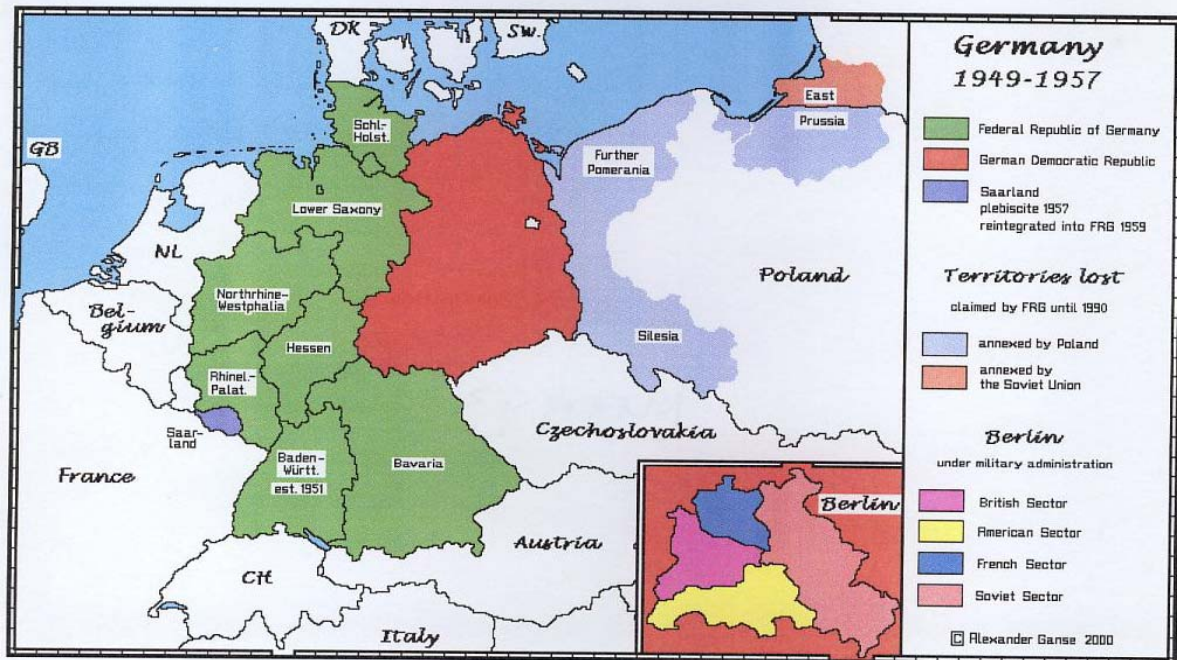 DK
SW.
GB
Schl.-
Holst.
Lower Saxony
NL
Northrhine-
Westphalia
Bel-
gium
Hessen
Rhinel.-
Palat.
Saar-
land
France
Baden-
Württ.
est. 1951
Bavaria
CH
Italy
Austria
Czechoslovakia
Poland
Further
Pomerania
Silesia
East
Prussia
Berlin
Germany
1949-1957
Federal Republic of Germany
German Democratic Republic
Saarland
plebiscite 1957
reintegrated into FRG 1959
Territories lost
claimed by FRG until 1990
annexed by Poland
annexed by
the Soviet Union
Berlin
under military administration
British Sector
American Sector
French Sector
Soviet Sector
C Alexander Ganse 2000